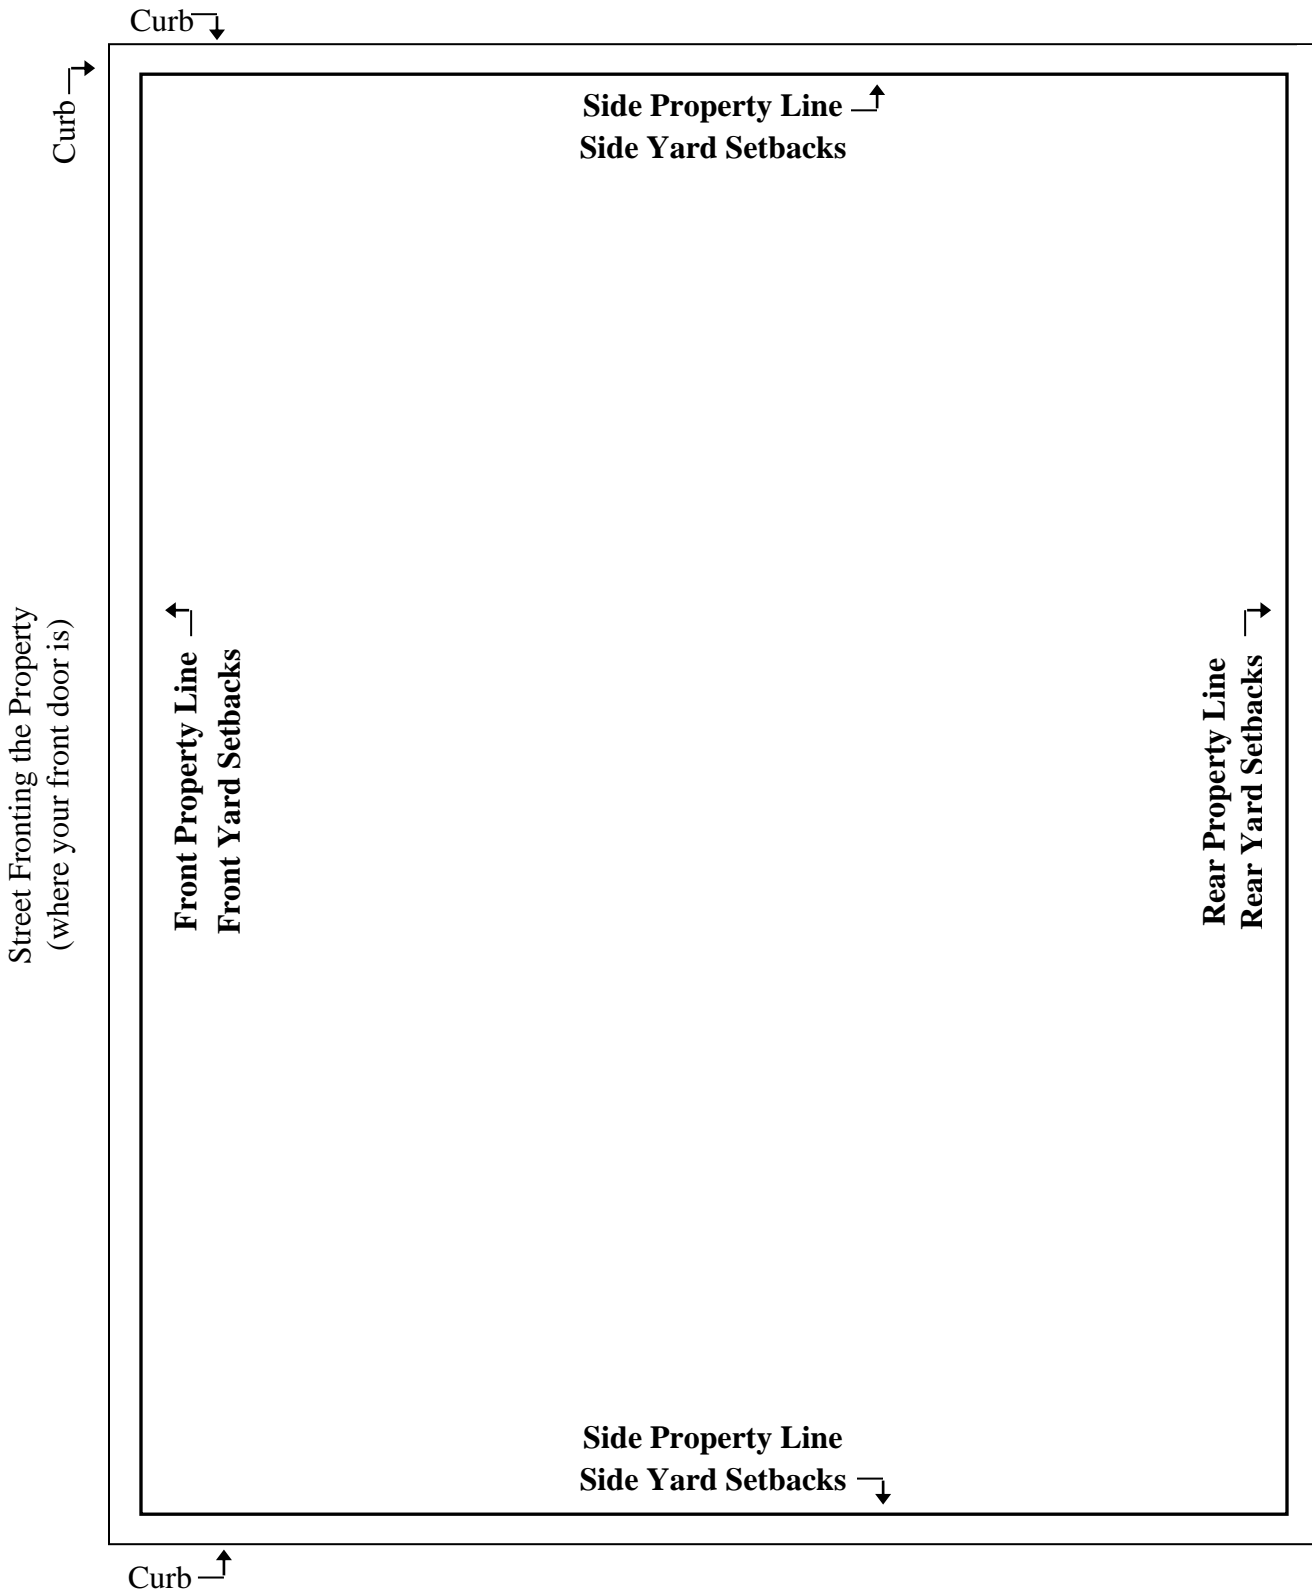 Curb
Curb
Side Property Line
Side Yard Setbacks
Street Fronting the Property
(where your front door is)
Front Property Line
Front Yard Setbacks
Rear Property Line
Rear Yard Setbacks
Side Property Line
Side Yard Setbacks
Curb